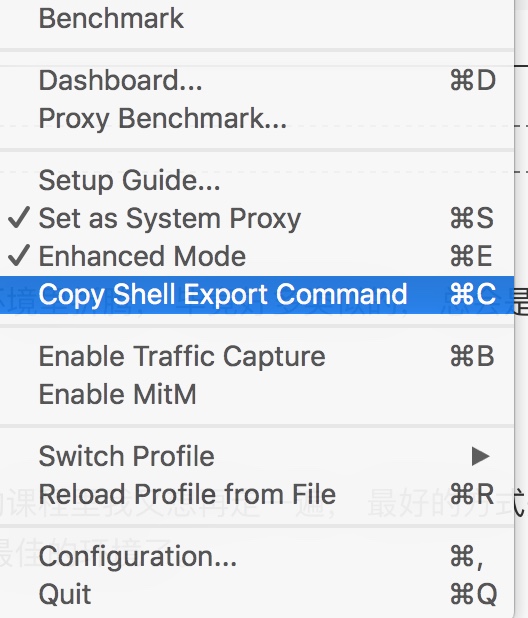 Benchmark
Dashboard... ⌘D
Proxy Benchmark...
Setup Guide...
✓ Set as System Proxy ⌘S
✓ Enhanced Mode ⌘E
Copy Shell Export Command ⌘C
Enable Traffic Capture ⌘B
Enable MitM
Switch Profile ▶
Reload Profile from File ⌘R
Configuration... ⌘,
Quit ⌘Q